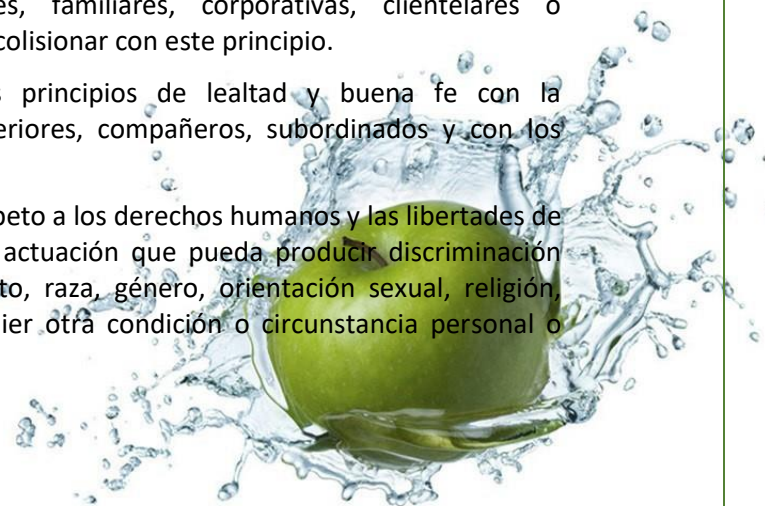 es, familiares, corporativas, clientelares o
colisionar con este principio.
s principios de lealtad y buena fe con la
eriores, compañeros, subordinados y con los
peto a los derechos humanos y las libertades de
actuación que pueda producir discriminación
to, raza, género, orientación sexual, religión,
ier otra condición o circunstancia personal o